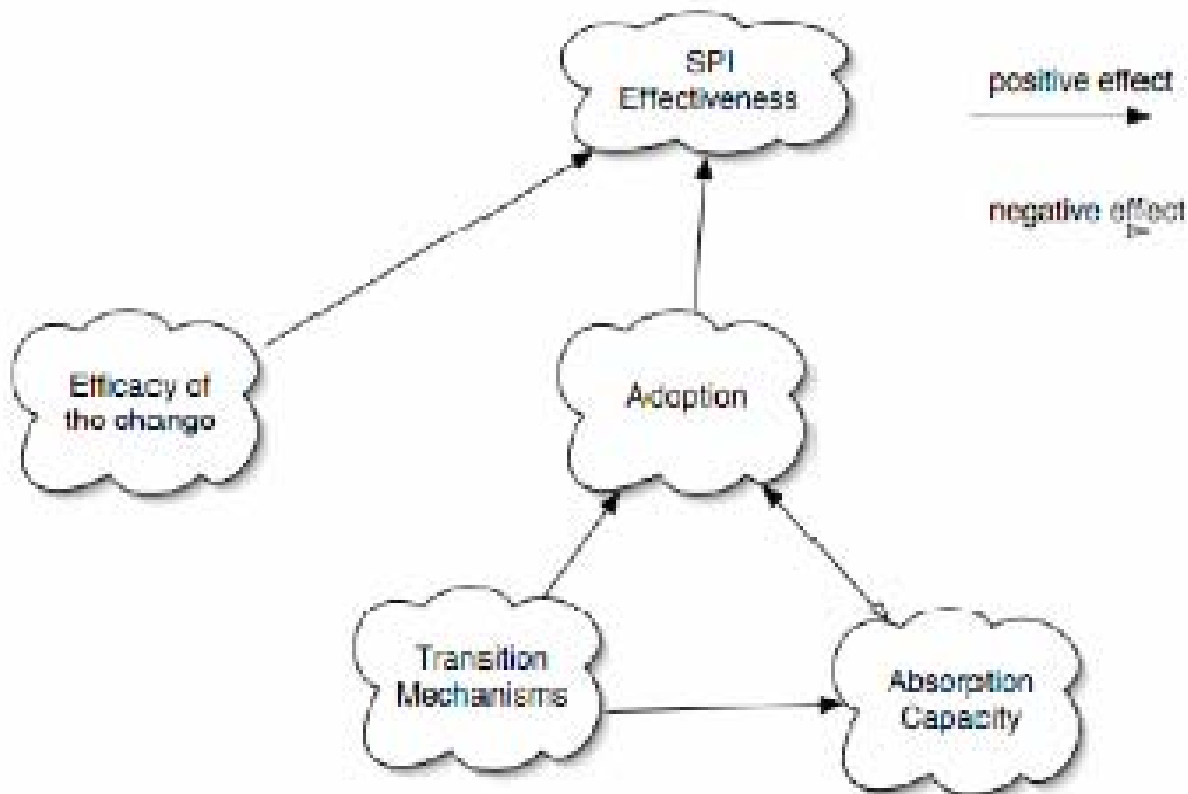 SPI
Effectiveness
positive effect
negative effect
Efficacy of
the change
Adoption
Transition
Mechanisms
Absorption
Capacity